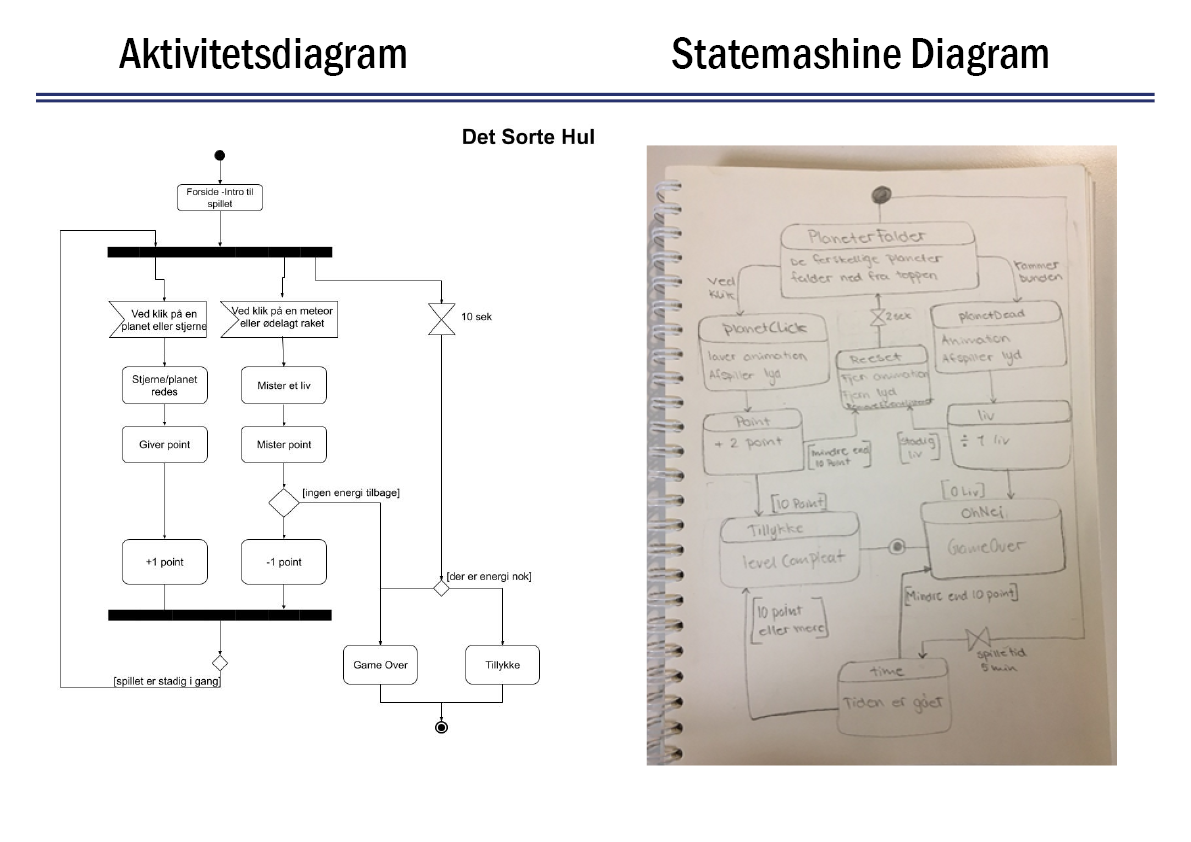 Aktivitetsdiagram
Statemashine Diagram
Det Sorte Hul
Forside -Intro til
spillet
Ved klik på en
planet eller stjerne
Ved klik på en meteor
eller ødelagt raket
10 sek
Stjerne/planet
redes
Mister et liv
Giver point
Mister point
[ingen energi tilbage]
+1 point
-1 point
[der er energi nok]
Game Over
Tillykke
[spillet er stadig i gang]
PlaneterFalder
De ferskellige planeter
falder ned fra toppen
Ved
Klik
rammer
bunden
planetClick
laver animation
Afspiller lyd
2 sek
planetDead
Animation
Afspiller lyd
Reeset
Fjern animation
Fjern lyd
Point
+ 2 point
[mindre end
10 Point]
[stadig
liv]
liv
÷ 1 liv
[10 Point]
[0 Liv]
Tillykke
level Compleat
OhNej
GameOver
[10 point
eller mere]
[Mindre end 10 point]
spilletid
5 min
time
Tiden er gået